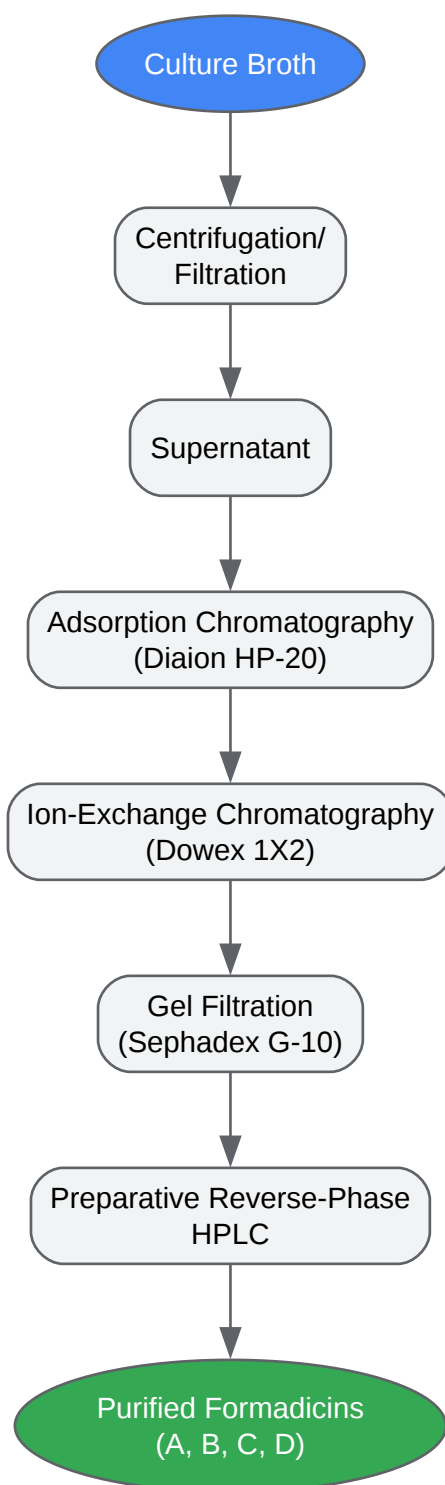 Culture Broth
Centrifugation/
Filtration
Supernatant
Adsorption Chromatography
(Diaion HP-20)
Ion-Exchange Chromatography
(Dowex 1X2)
Gel Filtration
(Sephadex G-10)
Preparative Reverse-Phase
HPLC
Purified Formadicins
(A, B, C, D)